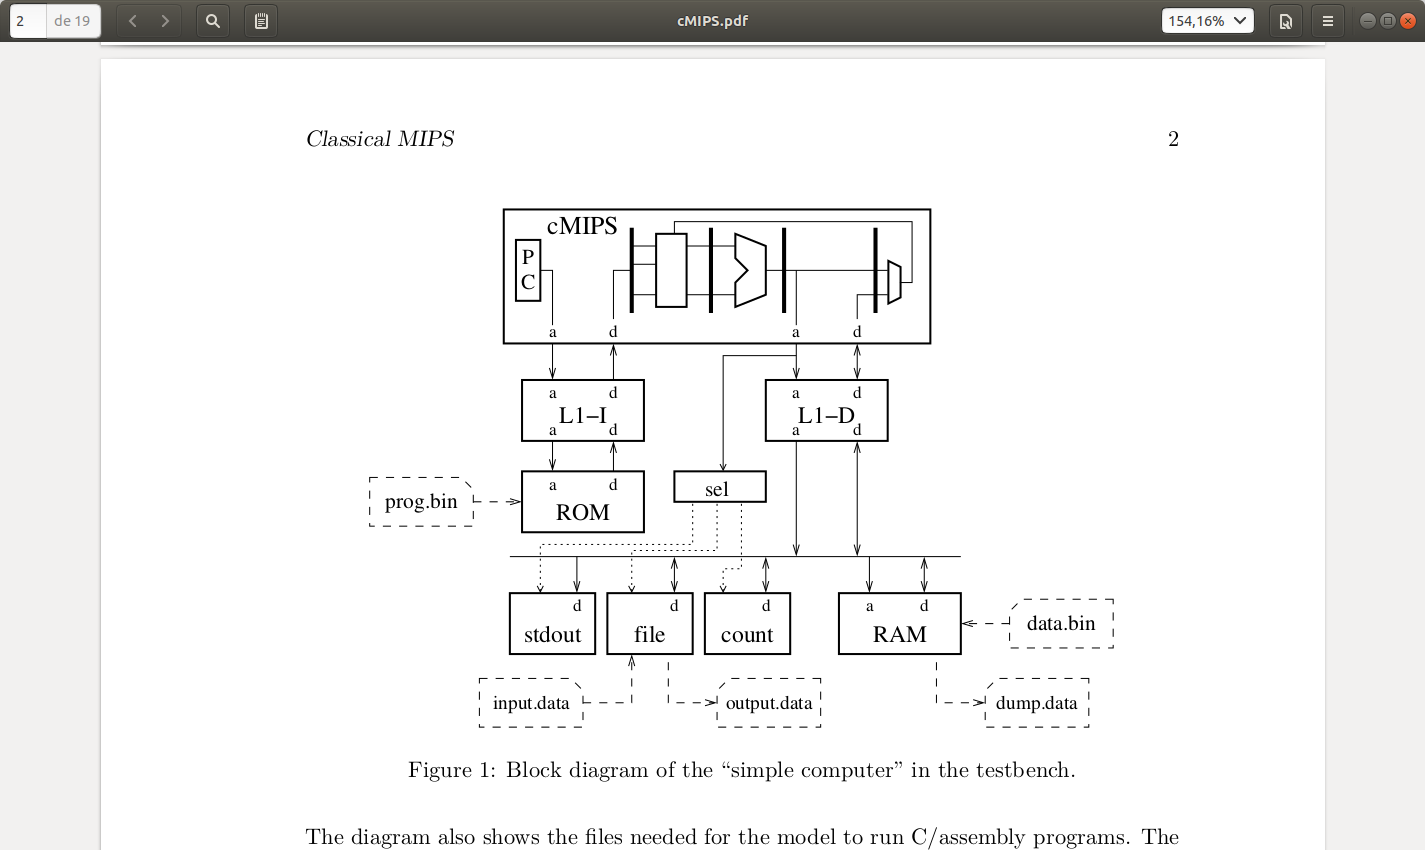 2 de 19
cMIPS.pdf
154,16%
Classical MIPS 2
cMIPS
P
C
a d a d
a d a d
L1–I L1–D
a d a d
a d
prog.bin
ROM
sel
d d d a d
stdout file count RAM
data.bin
input.data output.data dump.data
Figure 1: Block diagram of the “simple computer” in the testbench.
The diagram also shows the files needed for the model to run C/assembly programs. The